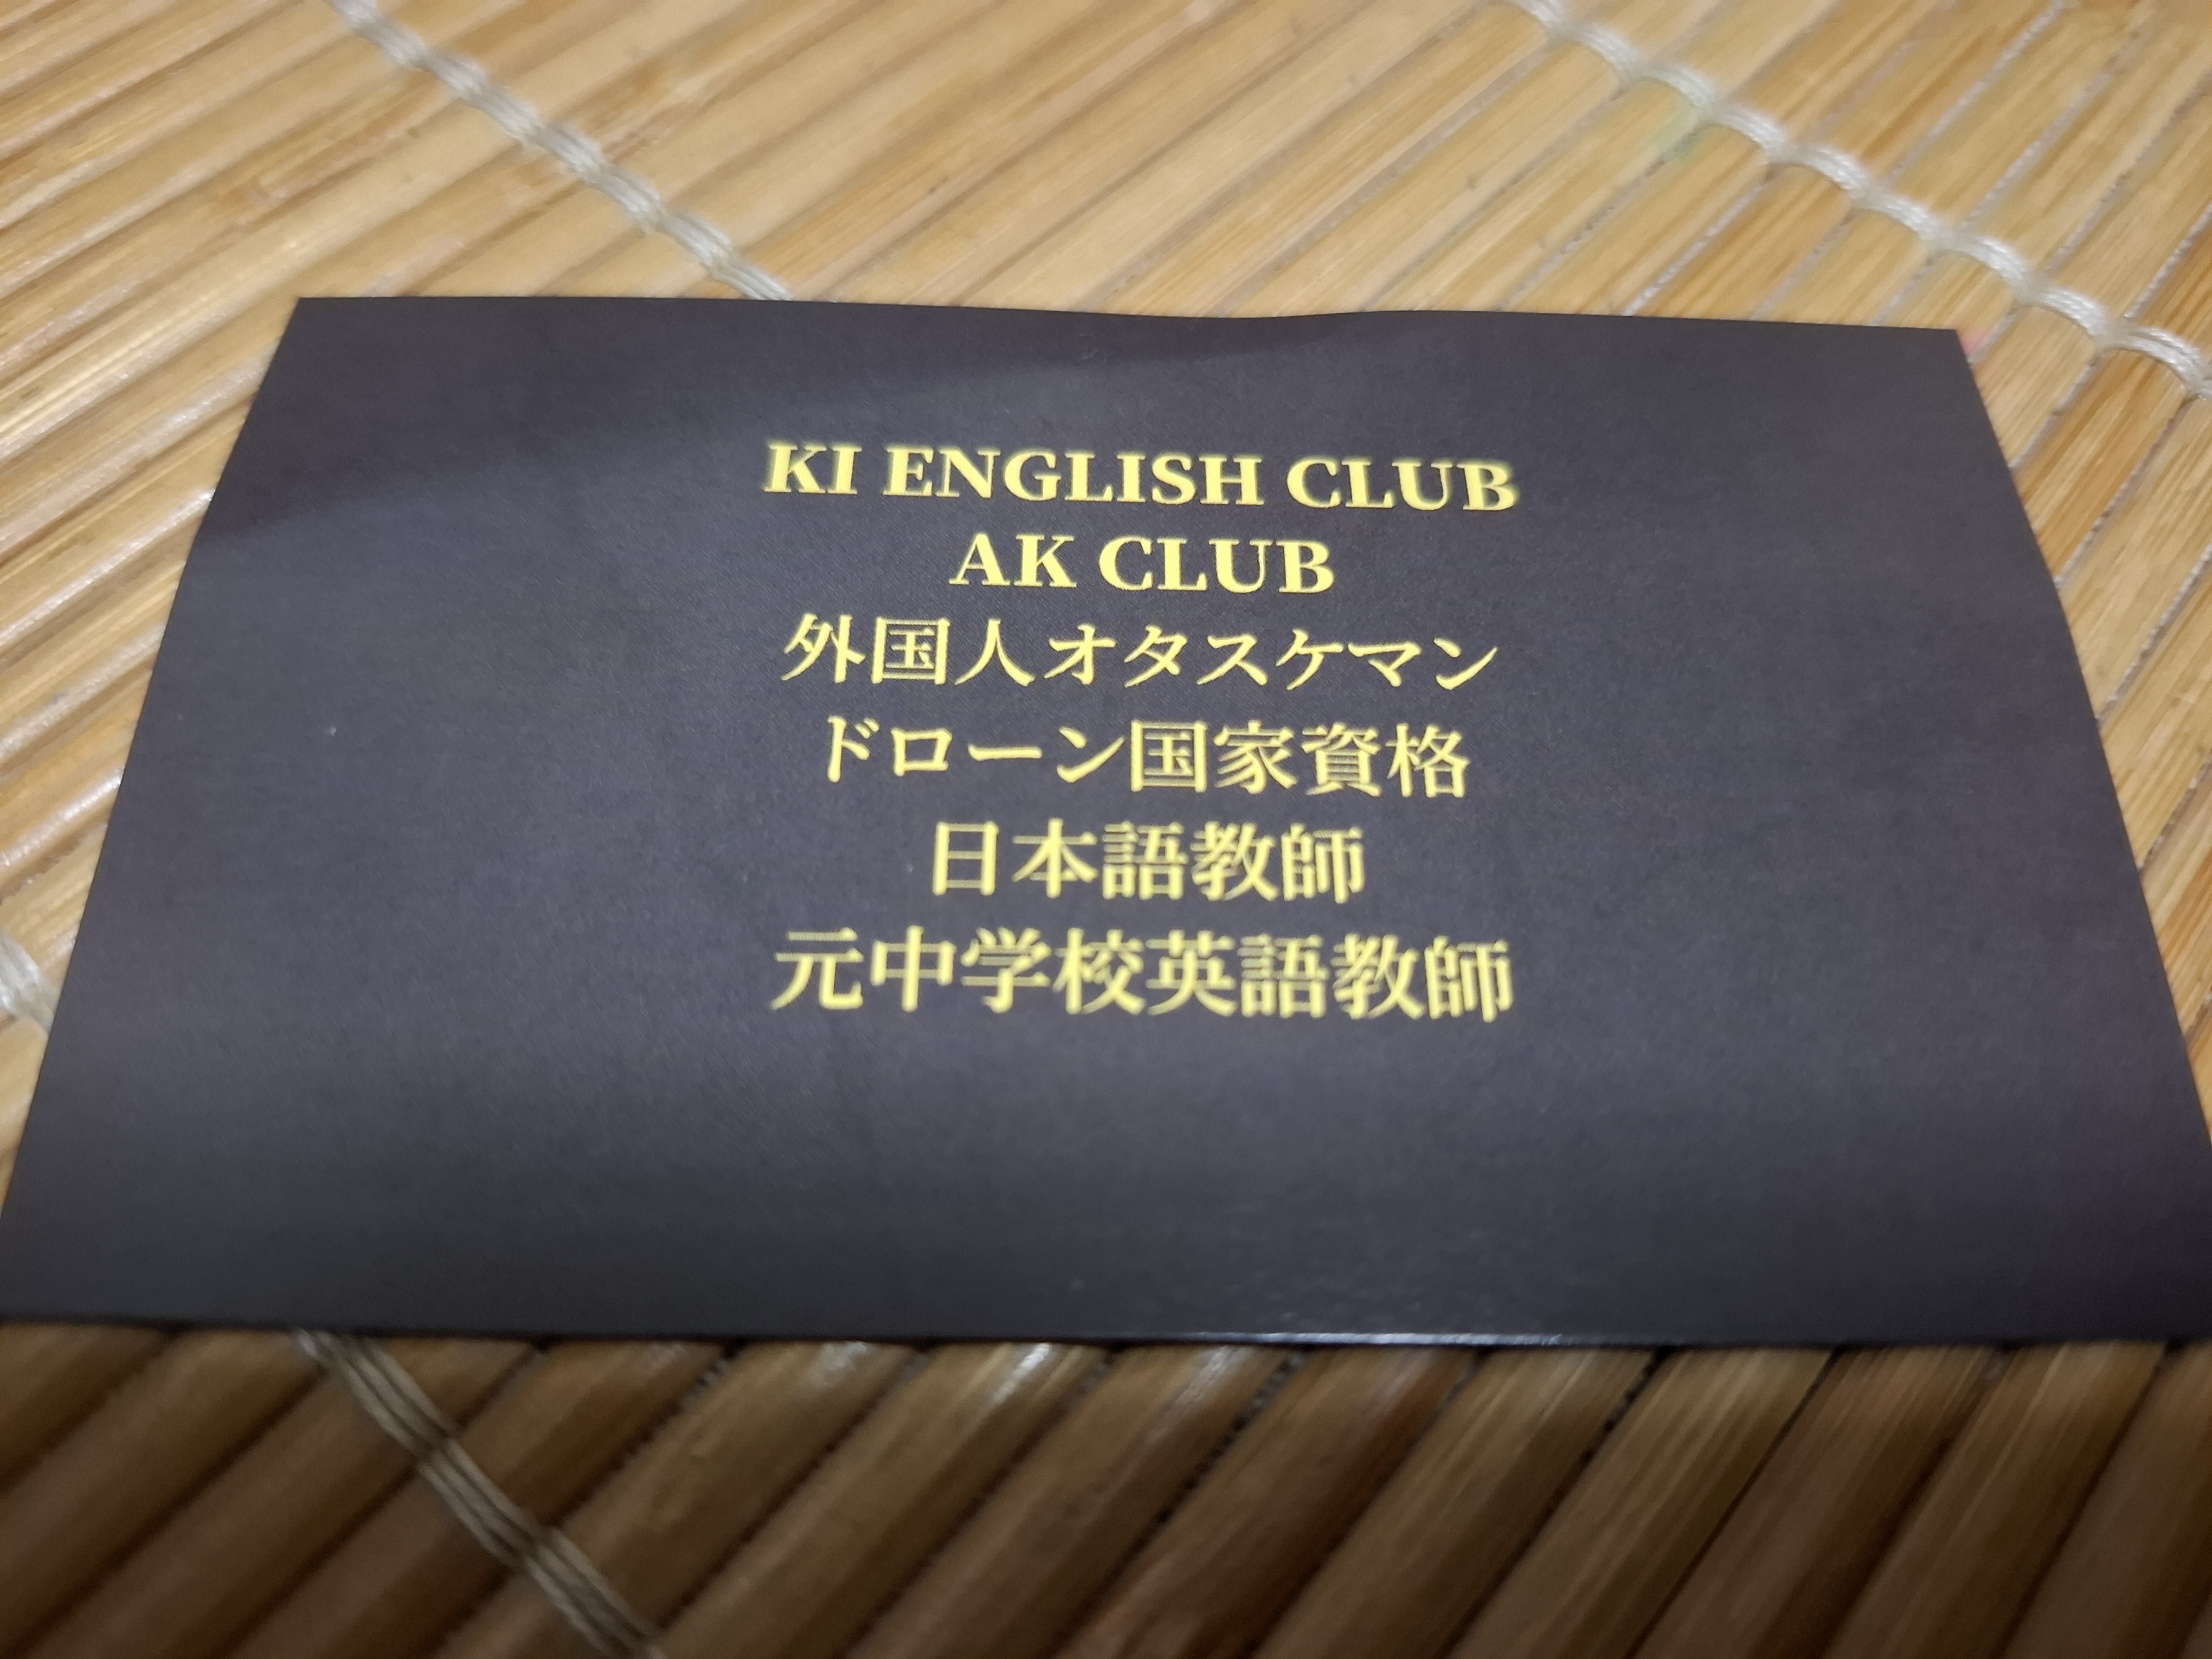 KI ENGLISH CLUB
AK CLUB
外国人オタスケマン
ドローン国家資格
日本語教師
元中学校英語教師